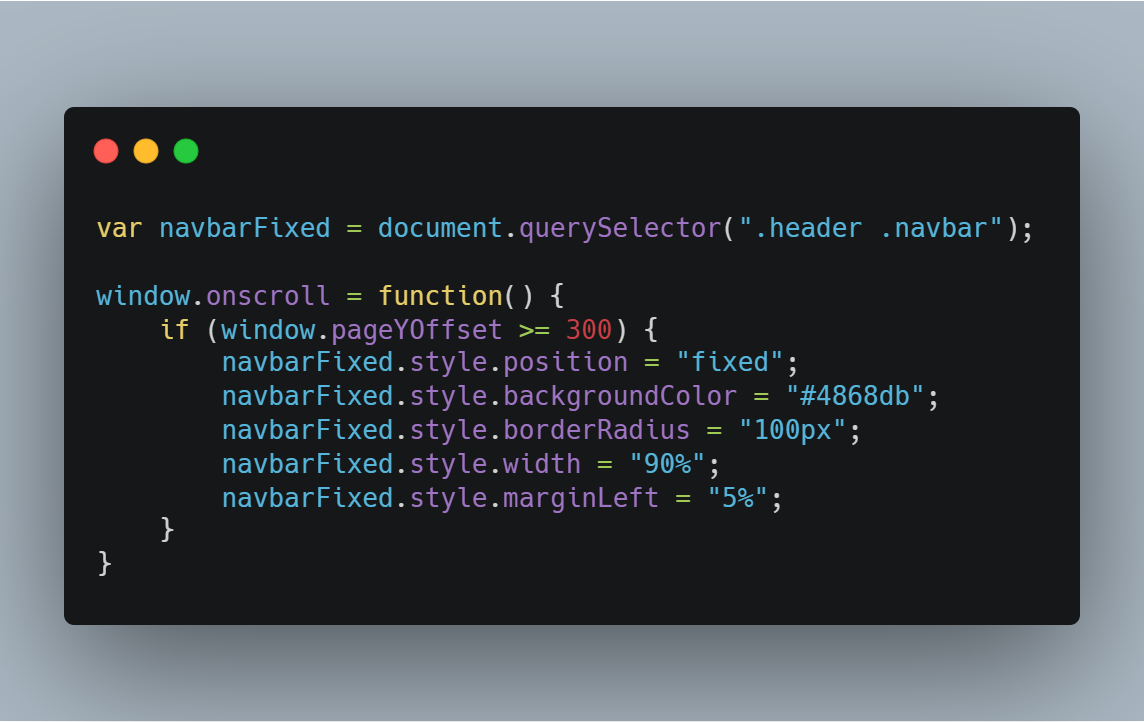 var navbarFixed = document.querySelector(".header .navbar");

window.onscroll = function() {
    if (window.pageYOffset >= 300) {
        navbarFixed.style.position = "fixed";
        navbarFixed.style.backgroundColor = "#4868db";
        navbarFixed.style.borderRadius = "100px";
        navbarFixed.style.width = "90%";
        navbarFixed.style.marginLeft = "5%";
    }
}